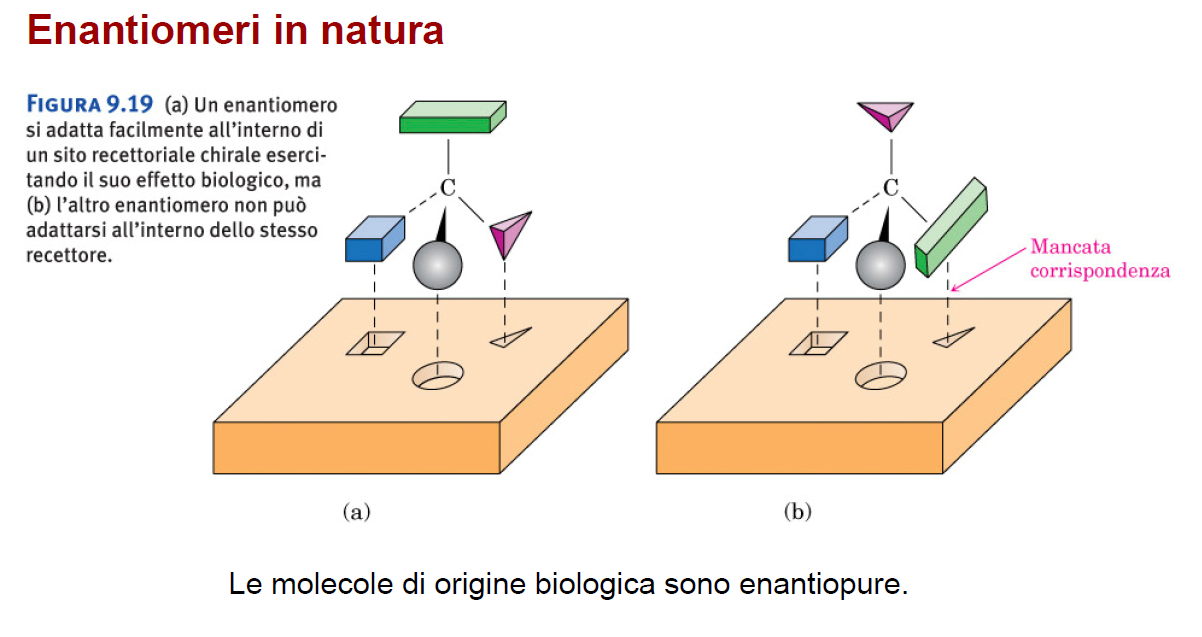 Enantiomeri in natura
FIGURA 9.19 (a) Un enantiomero
si adatta facilmente all'interno di
un sito recettoriale chirale eserci-
tando il suo effetto biologico, ma
(b) l'altro enantiomero non può
adattarsi all'interno dello stesso
recettore.
C
C
Mancata
corrispondenza
(a)
(b)
Le molecole di origine biologica sono enantiopure.